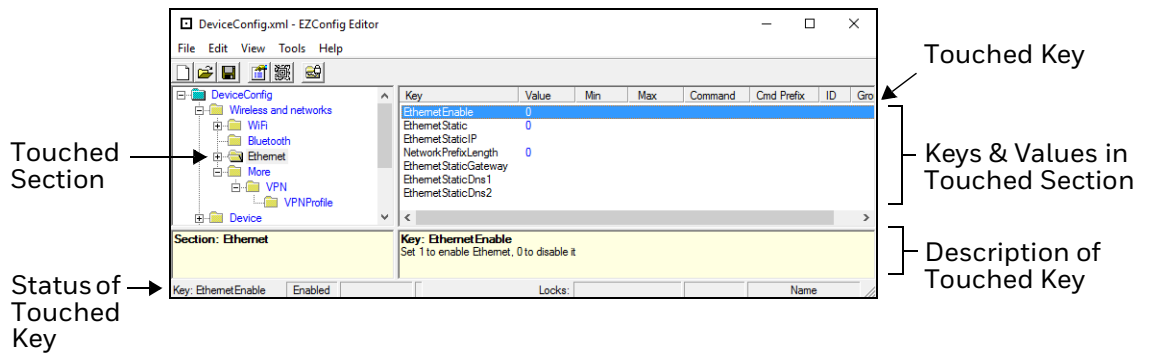 DeviceConfig.xml - EZConfig Editor
File Edit View Tools Help
DeviceConfig
Wireless and networks
WiFi
Bluetooth
Ethernet
More
VPN
VPNProfile
Device
Key Value Min Max Command Cmd Prefix ID Gro
EthernetEnable 0
EthernetStatic 0
EthernetStaticIP
NetworkPrefixLength 0
EthernetStaticGateway
EthernetStaticDns1
EthernetStaticDns2
Section: Ethernet
Key: EthernetEnable
Set 1 to enable Ethernet, 0 to disable it
Key: EthernetEnable Enabled Locks: Name
Touched
Section
Status of
Touched
Key
Touched Key
Keys & Values in
Touched Section
Description of
Touched Key